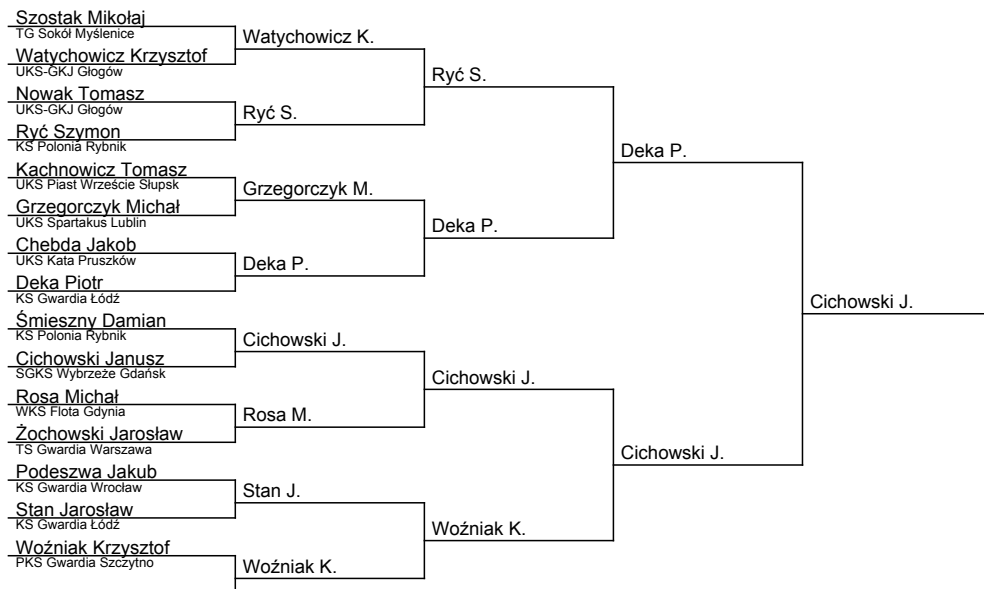 Szostak Mikołaj
TG Sokół Myślenice
Watychowicz K.
Watychowicz Krzysztof
UKS-GKJ Głogów
Ryć S.
Nowak Tomasz
UKS-GKJ Głogów
Ryć S.
Ryć Szymon
KS Polonia Rybnik
Deka P.
Kachnowicz Tomasz
UKS Piast Wrzeście Słupsk
Grzegorczyk M.
Grzegorczyk Michał
UKS Spartakus Lublin
Deka P.
Chebda Jakob
UKS Kata Pruszków
Deka P.
Deka Piotr
KS Gwardia Łódź
Cichowski J.
Śmieszny Damian
KS Polonia Rybnik
Cichowski J.
Cichowski Janusz
SGKS Wybrzeże Gdańsk
Cichowski J.
Rosa Michał
WKS Flota Gdynia
Rosa M.
Żochowski Jarosław
TS Gwardia Warszawa
Cichowski J.
Podeszwa Jakub
KS Gwardia Wrocław
Stan J.
Stan Jarosław
KS Gwardia Łódź
Woźniak K.
Woźniak Krzysztof
PKS Gwardia Szczytno
Woźniak K.